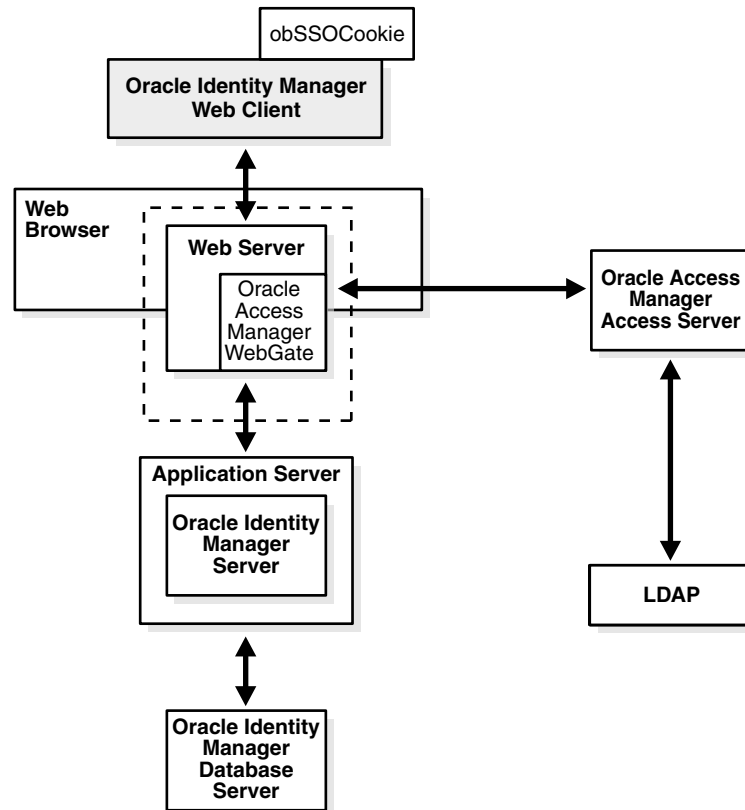 obSSOCookie
Oracle Identity Manager
Web Client
Web
Browser
Web Server
Oracle
Access
Manager
WebGate
Oracle Access
Manager
Access Server
Application Server
Oracle Identity
Manager
Server
LDAP
Oracle Identity
Manager
Database
Server